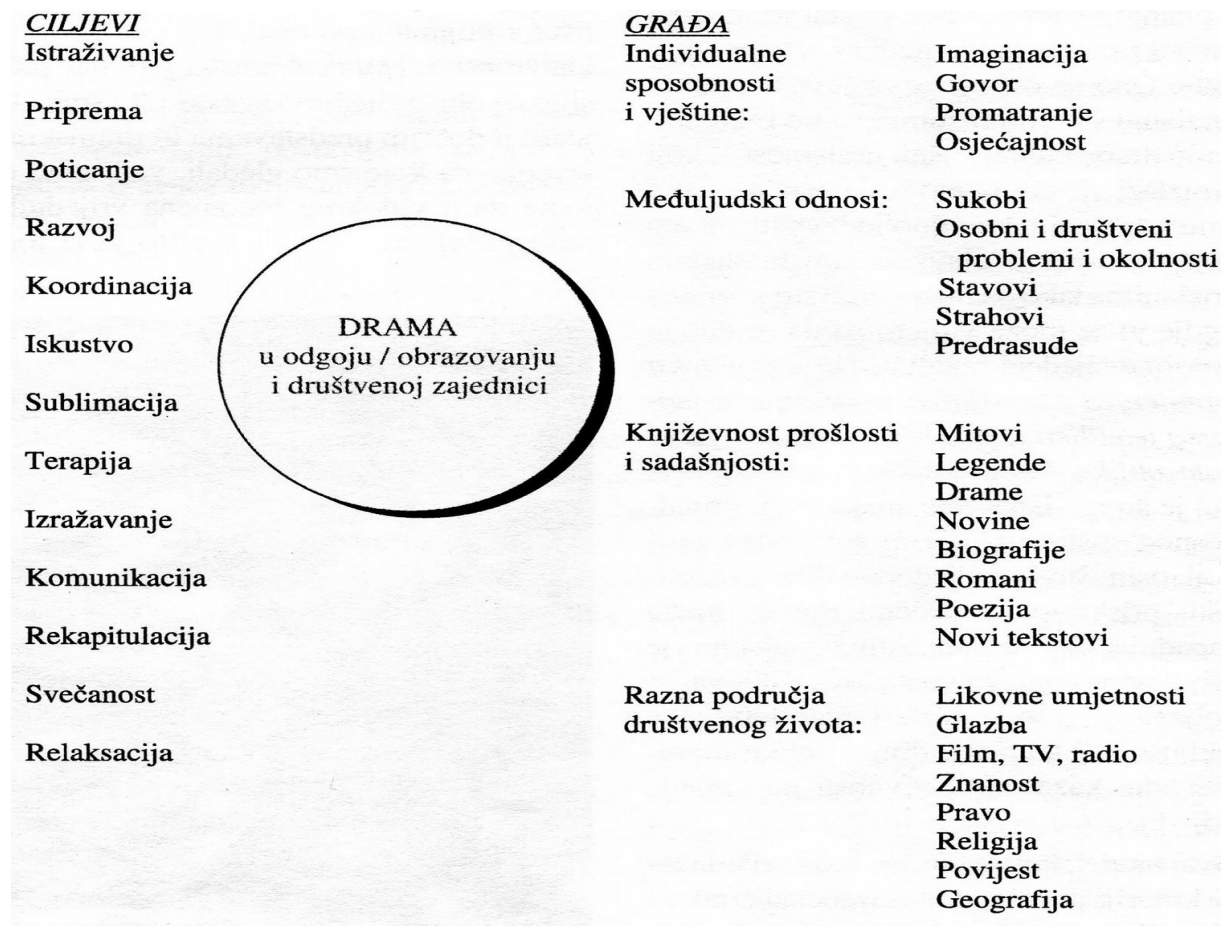 CILJEVI
Istraživanje
Priprema
Poticanje
Razvoj
Koordinacija
Iskustvo
Sublimacija
Terapija
Izražavanje
Komunikacija
Rekapitulacija
Svečanost
Relaksacija
DRAMA
u odgoju / obrazovanju
i društvenoj zajednici
GRAĐA
Individualne
sposobnosti
i vještine:
Imaginacija
Govor
Promatranje
Osjećajnost
Međuljudski odnosi:
Sukobi
Osobni i društveni
problemi i okolnosti
Stavovi
Strahovi
Predrasude
Književnost prošlosti
i sadašnjosti:
Mitovi
Legende
Drame
Novine
Biografije
Romani
Poezija
Novi tekstovi
Razna područja
društvenog života:
Likovne umjetnosti
Glazba
Film, TV, radio
Znanost
Pravo
Religija
Povijest
Geografija